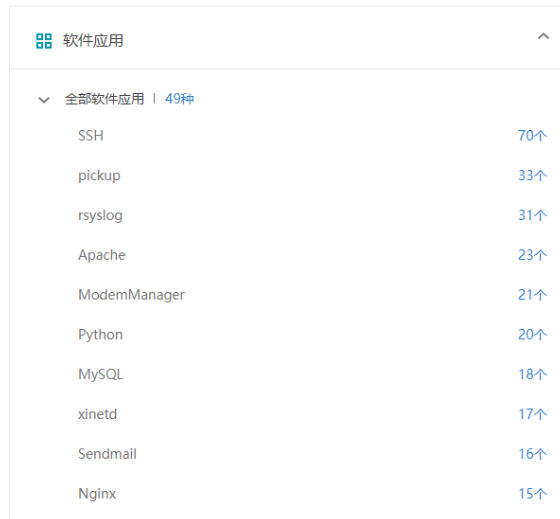 软件应用
全部软件应用 | 49种
SSH 70个
pickup 33个
rsyslog 31个
Apache 23个
ModemManager 21个
Python 20个
MySQL 18个
xinetd 17个
Sendmail 16个
Nginx 15个